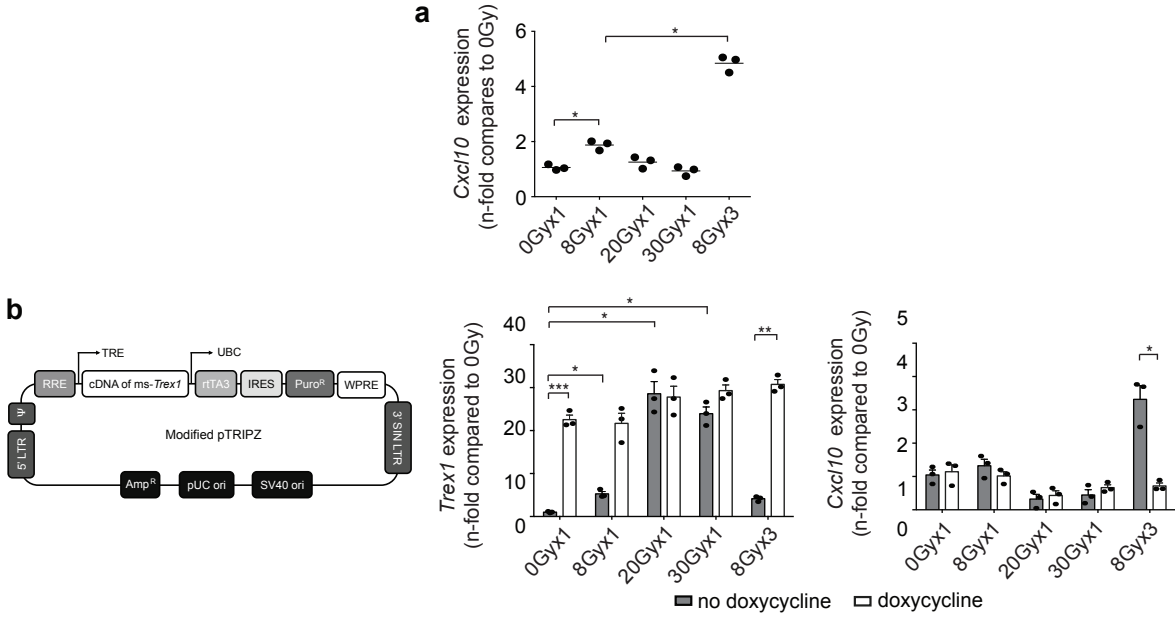 a
Cxcl10 expression
(n-fold compares to 0Gy)
6
4
2
0
*
*
0Gyx1
8Gyx1
20Gyx1
30Gyx1
8Gyx3
b
TRE
UBC
RRE
cDNA of ms-Trex1
rtTA3
IRES
Puroᴿ
WPRE
Ψ
5' LTR
Modified pTRIPZ
3' SIN LTR
Ampᴿ
pUC ori
SV40 ori
Trex1 expression
(n-fold compared to 0Gy)
40
30
20
10
0
*
*
*
***
**
0Gyx1
8Gyx1
20Gyx1
30Gyx1
8Gyx3
Cxcl10 expression
(n-fold compared to 0Gy)
5
4
3
2
1
0
*
0Gyx1
8Gyx1
20Gyx1
30Gyx1
8Gyx3
no doxycycline
doxycycline